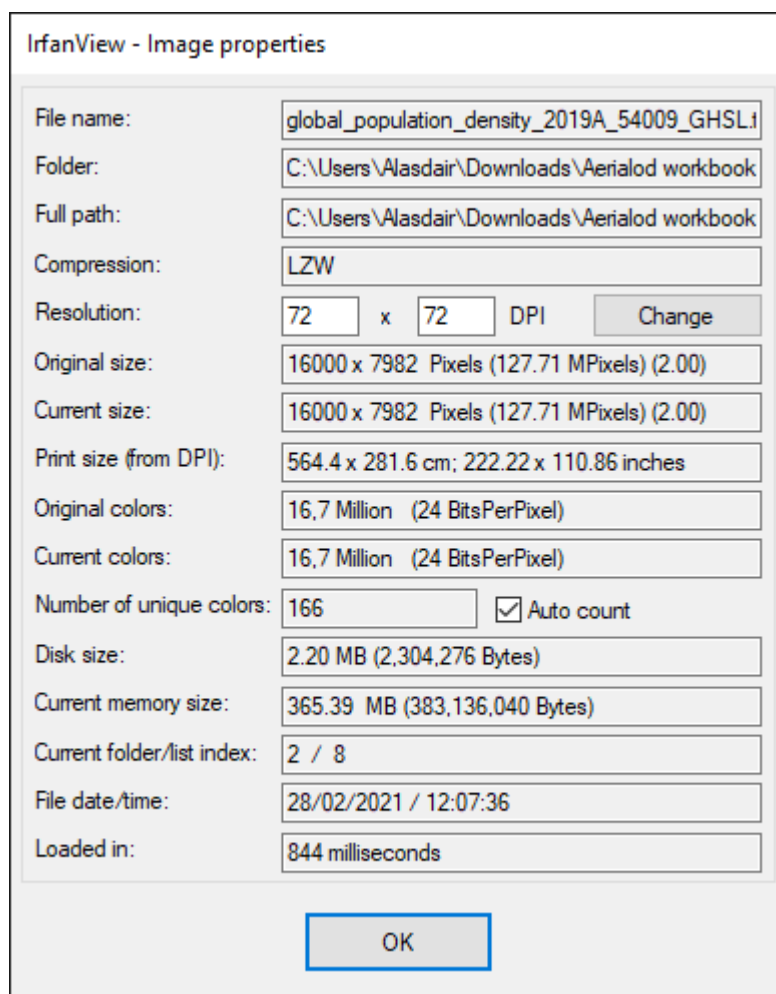 IrfanView - Image properties
File name: global_population_density_2019A_54009_GHSL.t
Folder: C:\Users\Alasdair\Downloads\Aerialod workbook
Full path: C:\Users\Alasdair\Downloads\Aerialod workbook
Compression: LZW
Resolution: 72 x 72 DPI Change
Original size: 16000 x 7982 Pixels (127.71 MPixels) (2.00)
Current size: 16000 x 7982 Pixels (127.71 MPixels) (2.00)
Print size (from DPI): 564.4 x 281.6 cm; 222.22 x 110.86 inches
Original colors: 16,7 Million (24 BitsPerPixel)
Current colors: 16,7 Million (24 BitsPerPixel)
Number of unique colors: 166 Auto count
Disk size: 2.20 MB (2,304,276 Bytes)
Current memory size: 365.39 MB (383,136,040 Bytes)
Current folder/list index: 2 / 8
File date/time: 28/02/2021 / 12:07:36
Loaded in: 844 milliseconds
OK